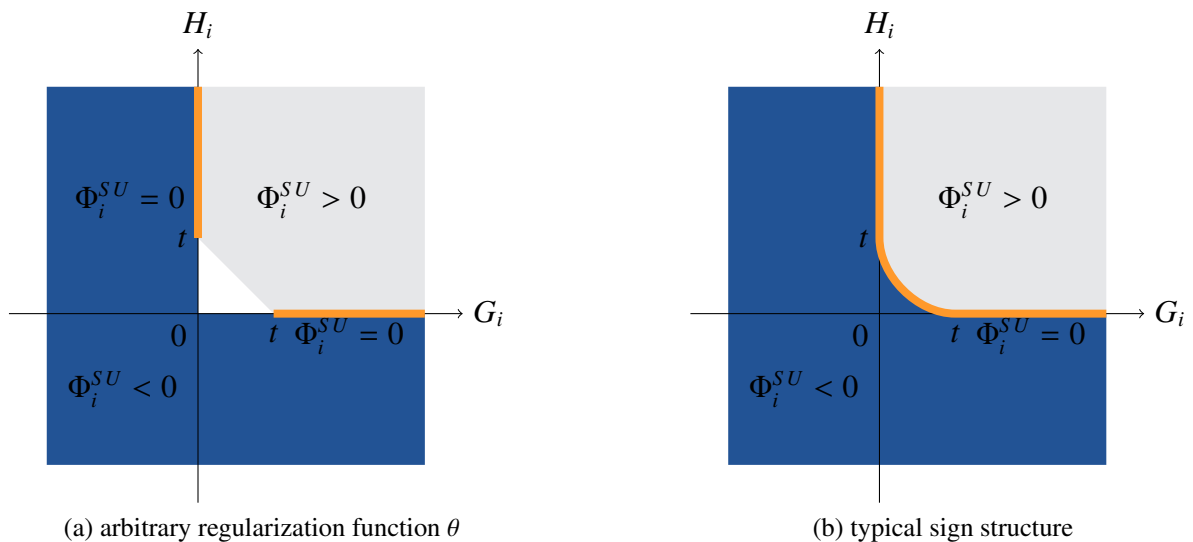 H_i
Φ_i^{SU} = 0
Φ_i^{SU} > 0
t
G_i
0
t
Φ_i^{SU} = 0
Φ_i^{SU} < 0
(a) arbitrary regularization function θ
H_i
Φ_i^{SU} > 0
t
G_i
0
t
Φ_i^{SU} = 0
Φ_i^{SU} < 0
(b) typical sign structure